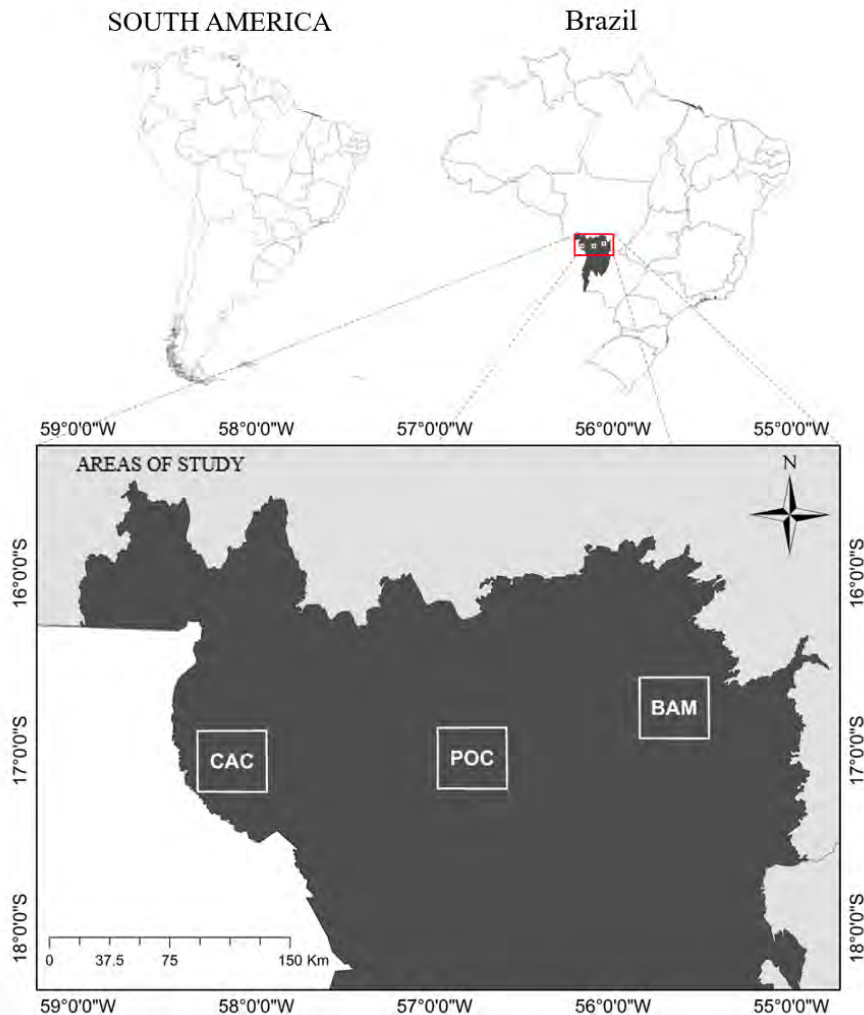 SOUTH AMERICA
Brazil
59°0'0"W 58°0'0"W 57°0'0"W 56°0'0"W 55°0'0"W
AREAS OF STUDY
N
16°0'0"S
16°0'0"S
BAM
17°0'0"S
CAC
POC
17°0'0"S
18°0'0"S
18°0'0"S
0 37.5 75 150 Km
59°0'0"W 58°0'0"W 57°0'0"W 56°0'0"W 55°0'0"W